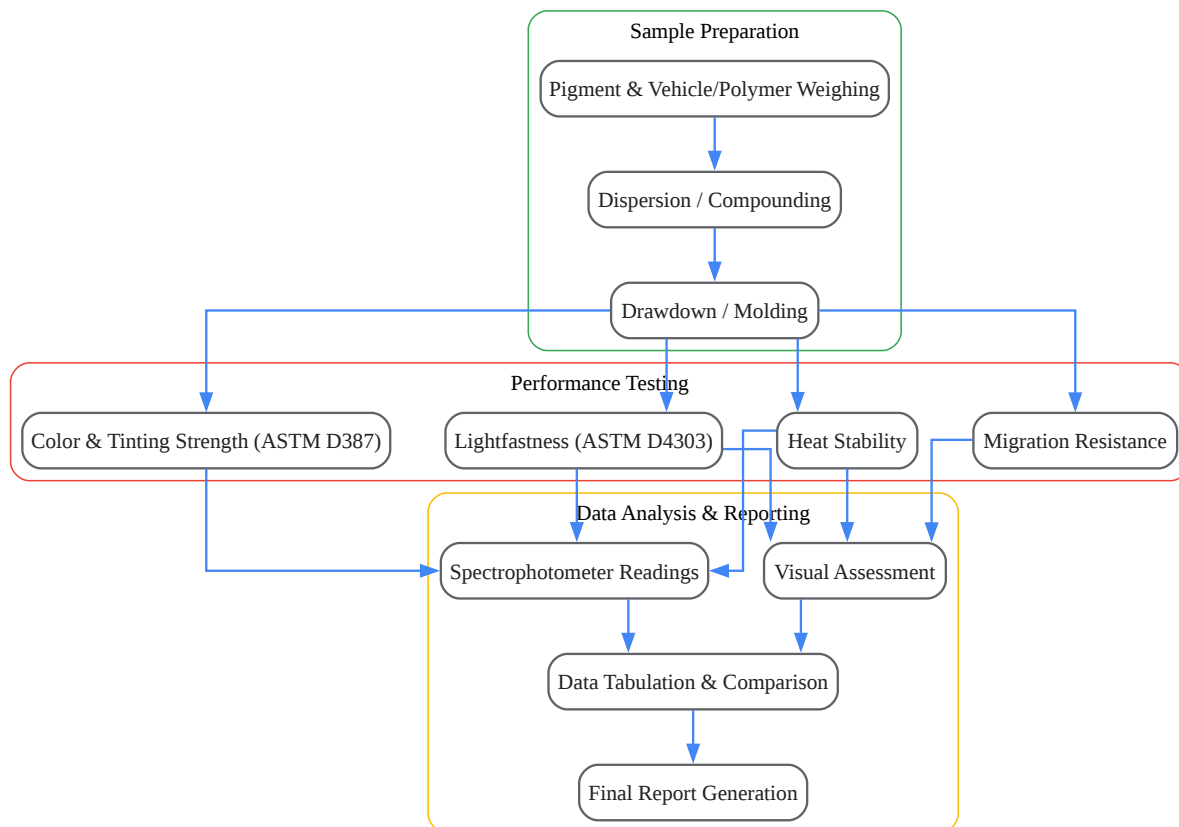 Sample Preparation
Pigment & Vehicle/Polymer Weighing
Dispersion / Compounding
Drawdown / Molding
Performance Testing
Color & Tinting Strength (ASTM D387)
Lightfastness (ASTM D4303)
Heat Stability
Migration Resistance
Data Analysis & Reporting
Spectrophotometer Readings
Visual Assessment
Data Tabulation & Comparison
Final Report Generation